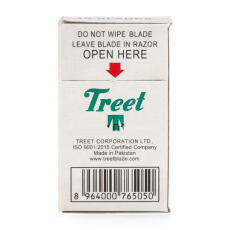 DO NOT WIPE BLADE
LEAVE BLADE IN RAZOR
OPEN HERE
Treet
TREET CORPORATION LTD.,
ISO 9001:2015 Certified Company
Made in Pakistan
www.treetblade.com
8 964000 765050